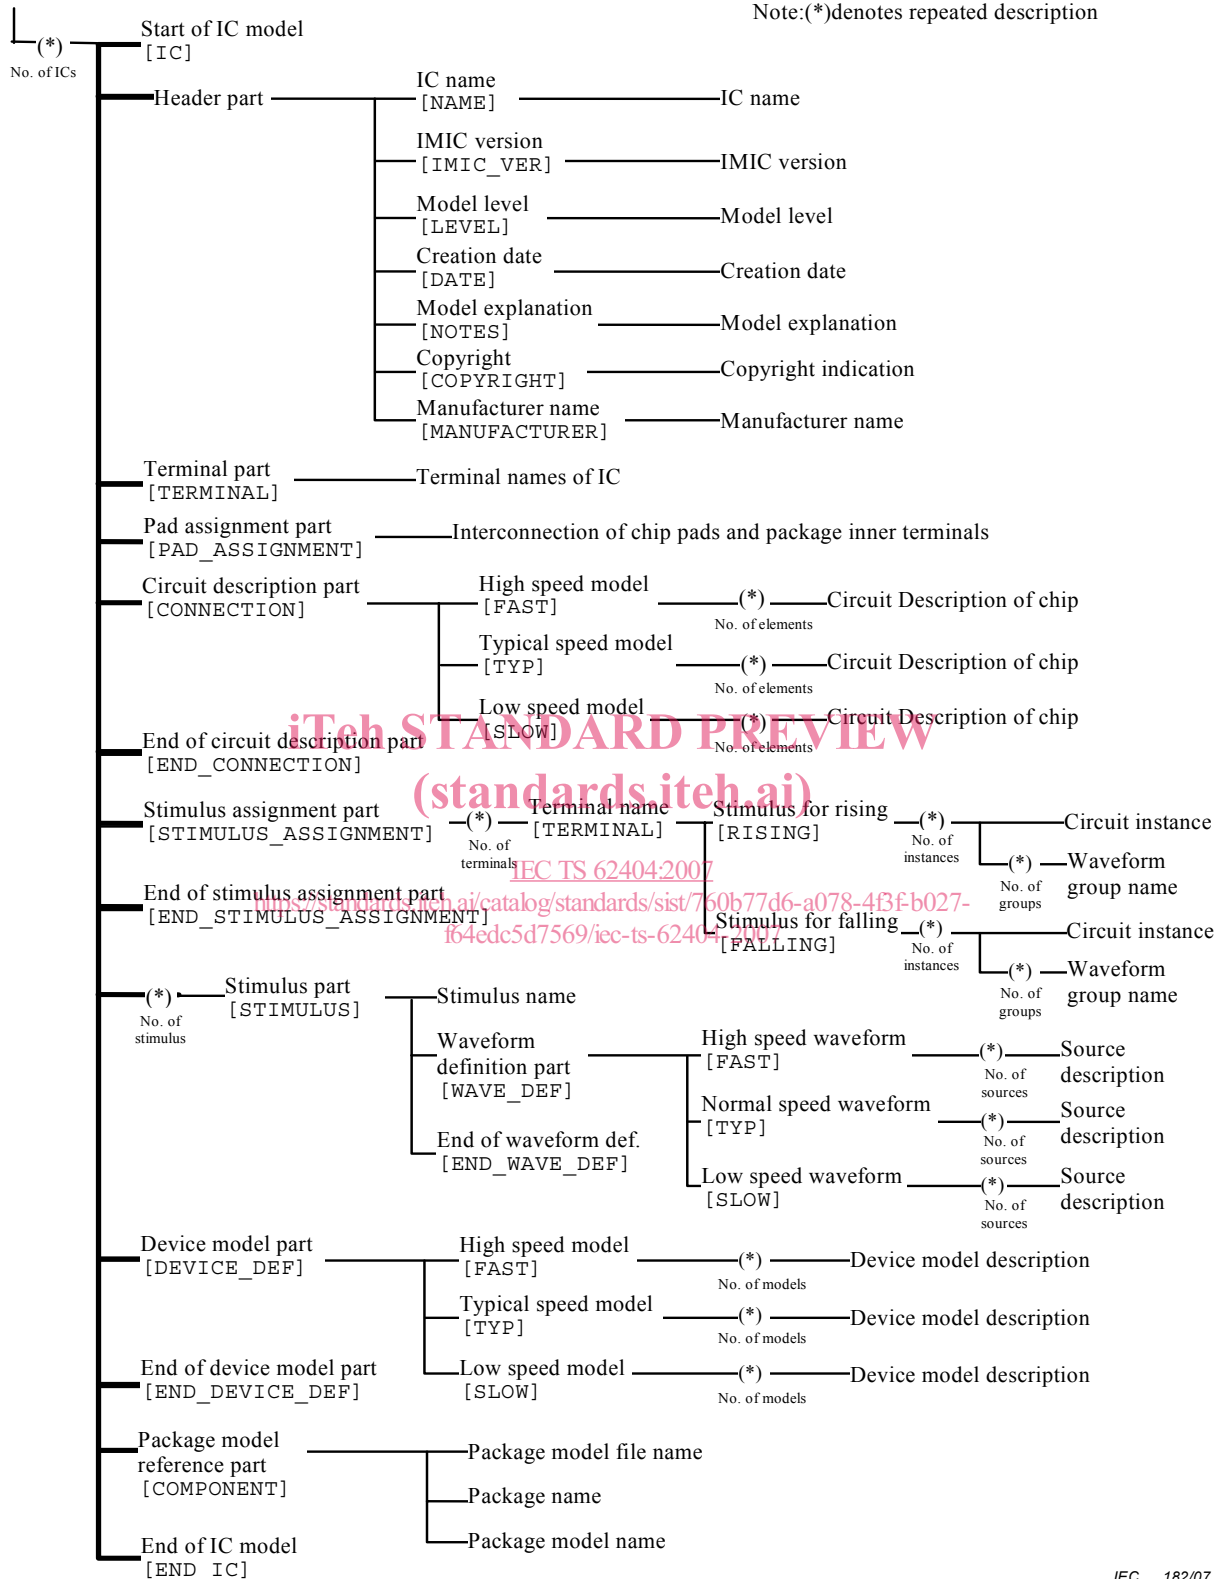 Note:(*)denotes repeated description
(*)
No. of ICs
Start of IC model
[IC]
Header part
IC name
[NAME]
IC name
IMIC version
[IMIC_VER]
IMIC version
Model level
[LEVEL]
Model level
Creation date
[DATE]
Creation date
Model explanation
[NOTES]
Model explanation
Copyright
[COPYRIGHT]
Copyright indication
Manufacturer name
[MANUFACTURER]
Manufacturer name
Terminal part
[TERMINAL]
Terminal names of IC
Pad assignment part
[PAD_ASSIGNMENT]
Interconnection of chip pads and package inner terminals
Circuit description part
[CONNECTION]
High speed model
[FAST]
(*)
No. of elements
Circuit Description of chip
Typical speed model
[TYP]
(*)
No. of elements
Circuit Description of chip
Low speed model
[SLOW]
(*)
No. of elements
Circuit Description of chip
iTeh STANDARD PREVIEW
(standards.iteh.ai)
End of circuit description part
[END_CONNECTION]
Stimulus assignment part
[STIMULUS_ASSIGNMENT]
(*)
No. of
terminals
Terminal name
[TERMINAL]
Stimulus for rising
[RISING]
(*)
No. of
instances
Circuit instance
(*)
No. of
groups
Waveform
group name
IEC TS 62404:2007
https://standards.iteh.ai/catalog/standards/sist/760b77d6-a078-4f3f-b027-
f64edc5d7569/iec-ts-62404-2007
End of stimulus assignment part
[END_STIMULUS_ASSIGNMENT]
Stimulus for falling
[FALLING]
(*)
No. of
instances
Circuit instance
(*)
No. of
groups
Waveform
group name
(*)
No. of
stimulus
Stimulus part
[STIMULUS]
Stimulus name
Waveform
definition part
[WAVE_DEF]
High speed waveform
[FAST]
(*)
No. of
sources
Source
description
Normal speed waveform
[TYP]
(*)
No. of
sources
Source
description
End of waveform def.
[END_WAVE_DEF]
Low speed waveform
[SLOW]
(*)
No. of
sources
Source
description
Device model part
[DEVICE_DEF]
High speed model
[FAST]
(*)
No. of models
Device model description
Typical speed model
[TYP]
(*)
No. of models
Device model description
End of device model part
[END_DEVICE_DEF]
Low speed model
[SLOW]
(*)
No. of models
Device model description
Package model
reference part
[COMPONENT]
Package model file name
Package name
Package model name
End of IC model
[END_IC]
IEC 182/07